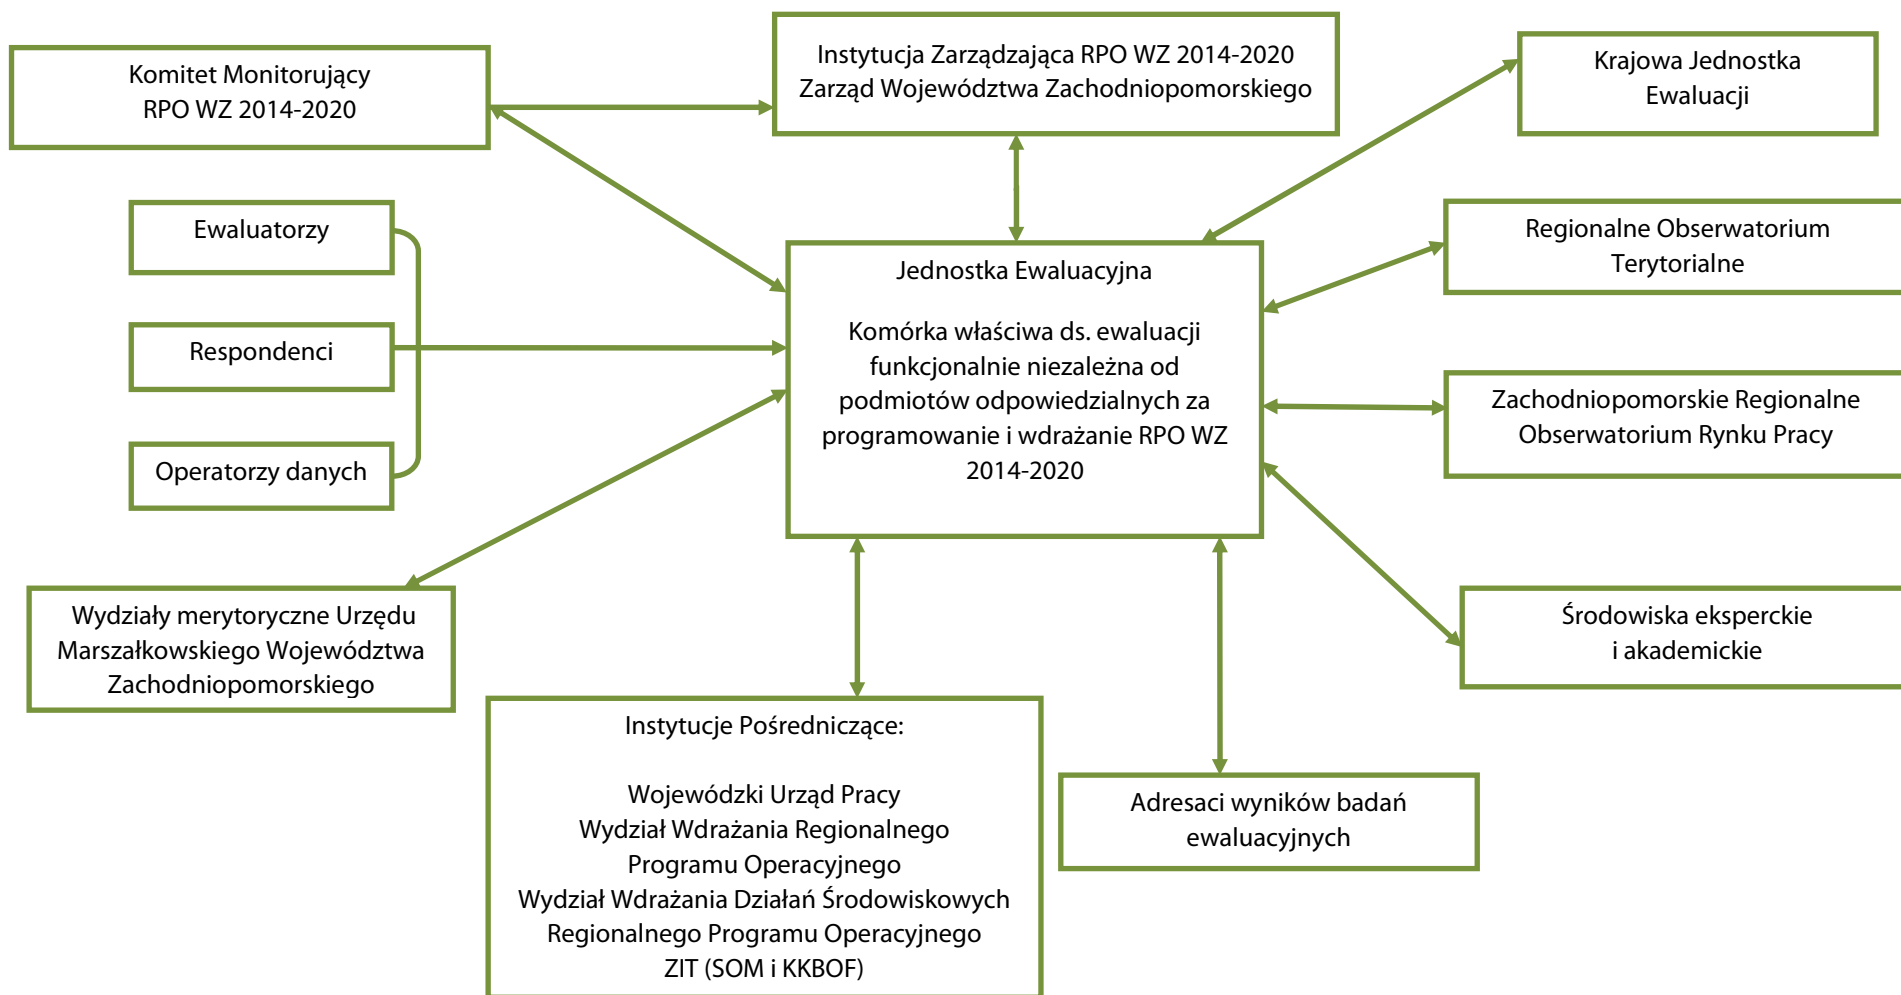 Komitet Monitorujący
RPO WZ 2014-2020
Instytucja Zarządzająca RPO WZ 2014-2020
Zarząd Województwa Zachodniopomorskiego
Krajowa Jednostka
Ewaluacji
Ewaluatorzy
Respondenci
Operatorzy danych
Jednostka Ewaluacyjna
Komórka właściwa ds. ewaluacji
funkcjonalnie niezależna od
podmiotów odpowiedzialnych za
programowanie i wdrażanie RPO WZ
2014-2020
Regionalne Obserwatorium
Terytorialne
Zachodniopomorskie Regionalne
Obserwatorium Rynku Pracy
Środowiska eksperckie
i akademickie
Wydziały merytoryczne Urzędu
Marszałkowskiego Województwa
Zachodniopomorskiego
Instytucje Pośredniczące:
Wojewódzki Urząd Pracy
Wydział Wdrażania Regionalnego
Programu Operacyjnego
Wydział Wdrażania Działań Środowiskowych
Regionalnego Programu Operacyjnego
ZIT (SOM i KKBOF)
Adresaci wyników badań
ewaluacyjnych